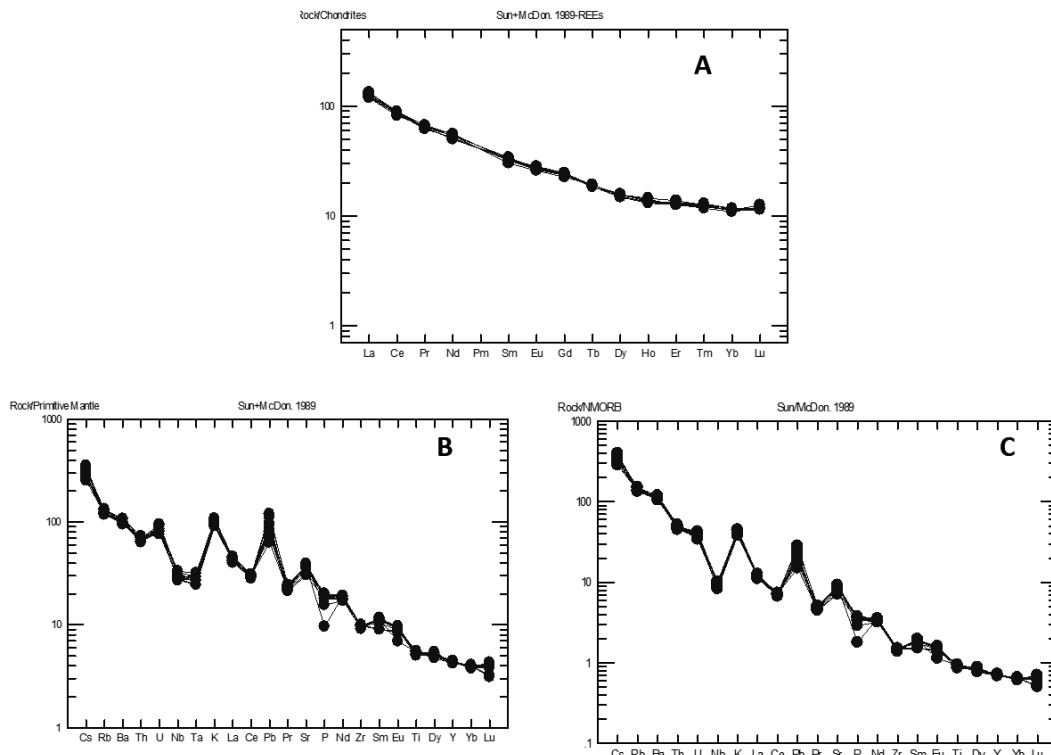 Rock/Chondrites Sun+McDon. 1989-REEs
A
100
10
1
La Ce Pr Nd Pm Sm Eu Gd Tb Dy Ho Er Tm Yb Lu
Rock/Primitive Mantle Sun+McDon. 1989
B
1000
100
10
1
Cs Rb Ba Th U Nb Ta K La Ce Pb Pr Sr P Nd Zr Sm Eu Ti Dy Y Yb Lu
Rock/NMORB Sun/McDon. 1989
C
1000
100
10
1
.1
Cs Rb Ba Th U Nb K La Ce Pb Pr Sr P Nd Zr Sm Eu Ti Dy Y Yb Lu